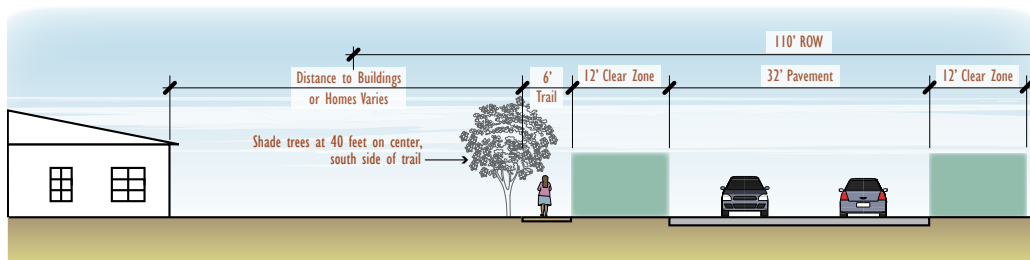 110' ROW
Distance to Buildings
or Homes Varies
6'
Trail
12' Clear Zone
32' Pavement
12' Clear Zone
Shade trees at 40 feet on center,
south side of trail